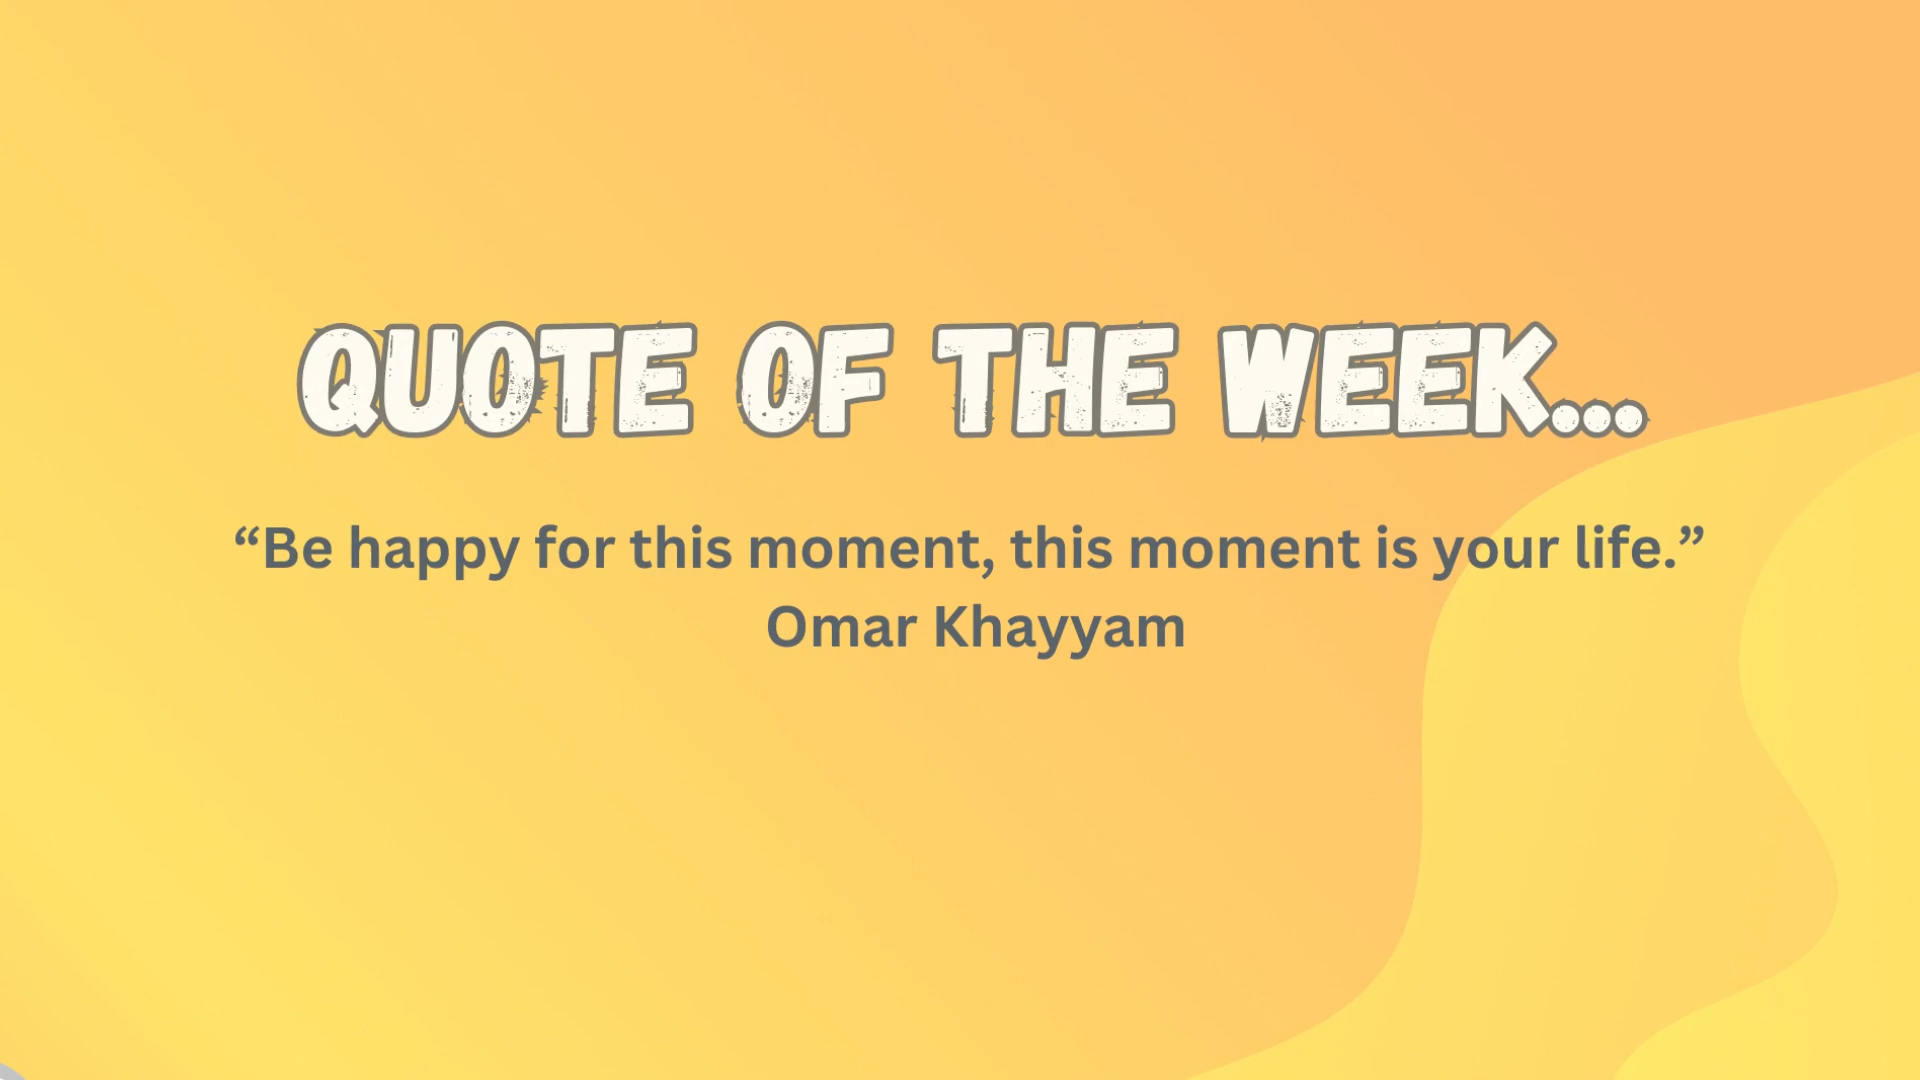 QUOTE OF THE WEEK...
“Be happy for this moment, this moment is your life.”
Omar Khayyam